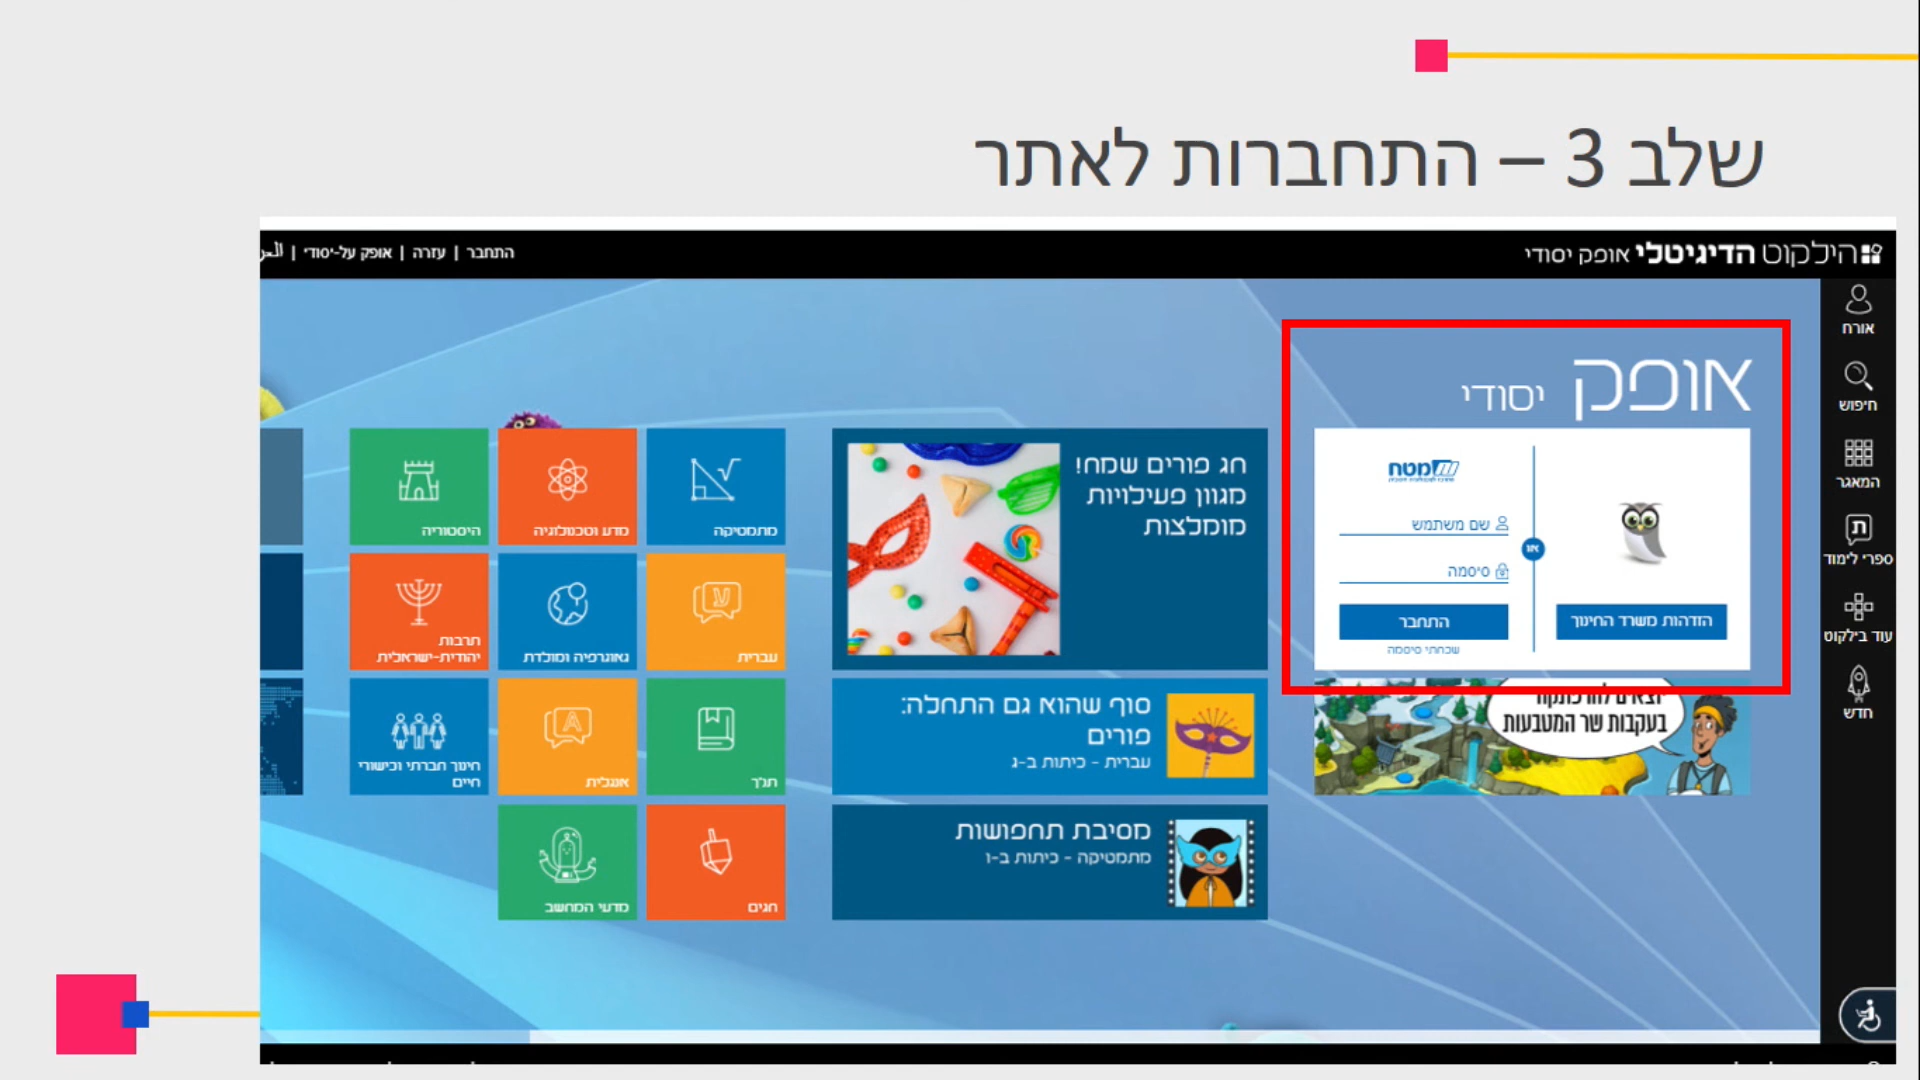 שלב 3 – התחברות לאתר
הילקוט הדיגיטלי אופק יסודי
התחבר | עזרה | אופק על-יסודי |
אורח
חיפוש
המאגר
ספרי לימוד
עוד בילקוט
חדש
אופק יסודי
הזדהות משרד החינוך
או
מטח
שם משתמש
סיסמה
התחבר
שכחתי סיסמה
בעקבות שר המטבעות
חג פורים שמח!
מגוון פעילויות
מומלצות
סוף שהוא גם התחלה:
פורים
עברית - כיתות ב-ג
מסיבת תחפושות
מתמטיקה - כיתות ב-ו
מתמטיקה
מדע וטכנולוגיה
היסטוריה
עברית
גאוגרפיה ומולדת
תרבות
יהודית-ישראלית
תנ"ך
אנגלית
חינוך חברתי וכישורי
חיים
חגים
מדעי המחשב